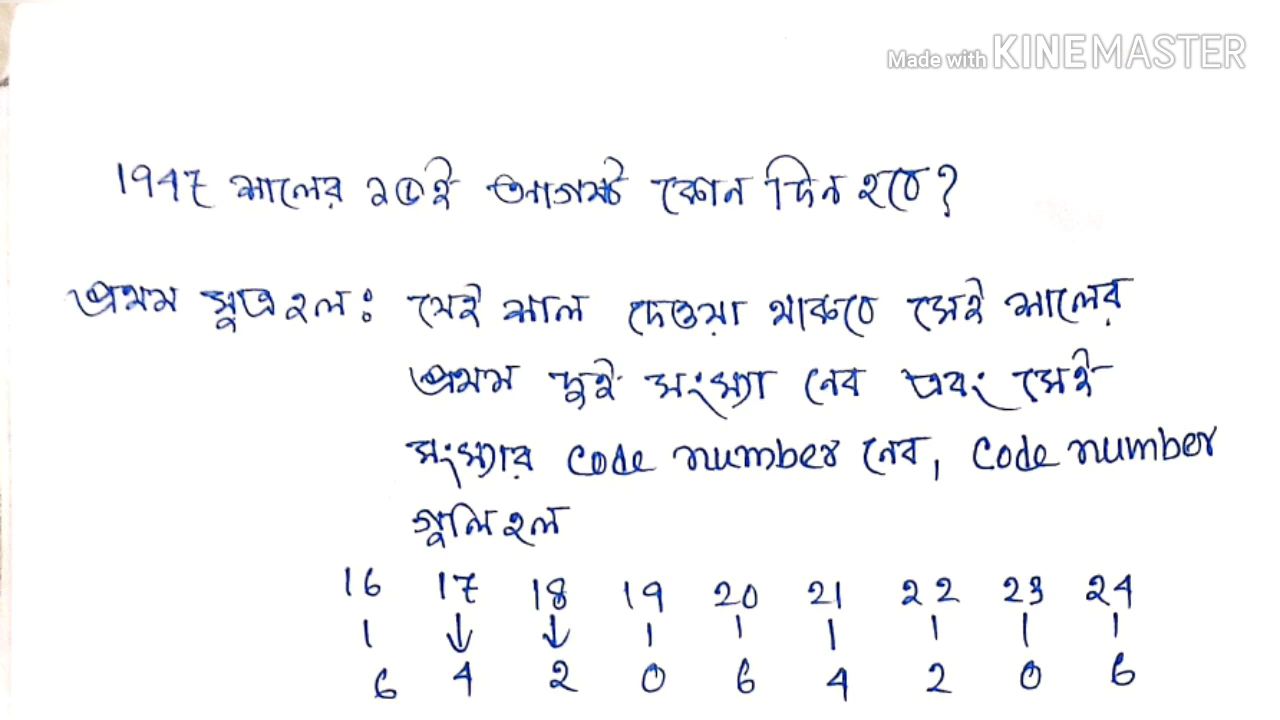 Made with KINEMASTER
1947 সালের ১৫ই আগস্ট কোন দিন হবে?
প্রথম সুত্র হল: যেই সাল দেওয়া থাকবে সেই সালের
প্রথম দুই সংখ্যা নেব এবং সেই
সংখ্যার code number নেব, code number
গুলি হল
16 17 18 19 20 21 22 23 24
| ↓ ↓ | | | | | |
6 4 2 0 6 4 2 0 6